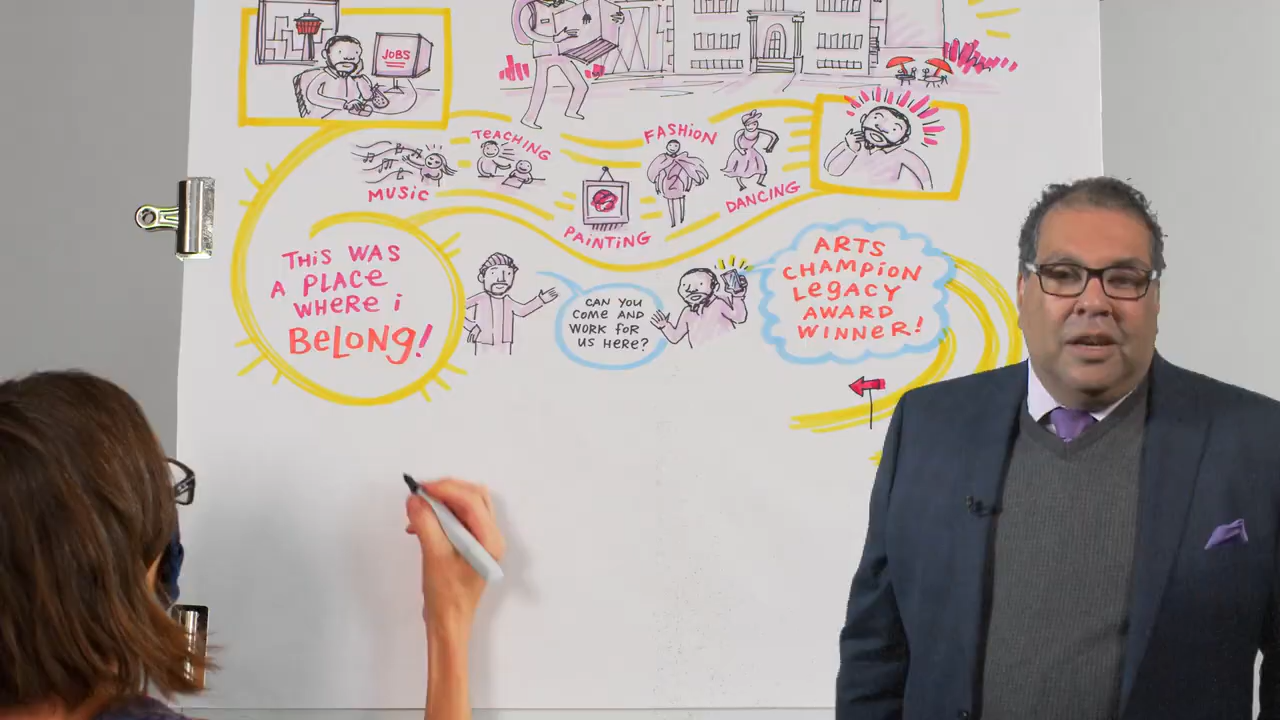 JOBS
TEACHING
FASHION
MUSIC
PAINTING
DANCING
THIS WAS
A PLACE
WHERE i
BELONG!
CAN YOU
COME AND
WORK FOR
US HERE?
ARTS
CHAMPiON
LEGACY
AWARD
WINNER!